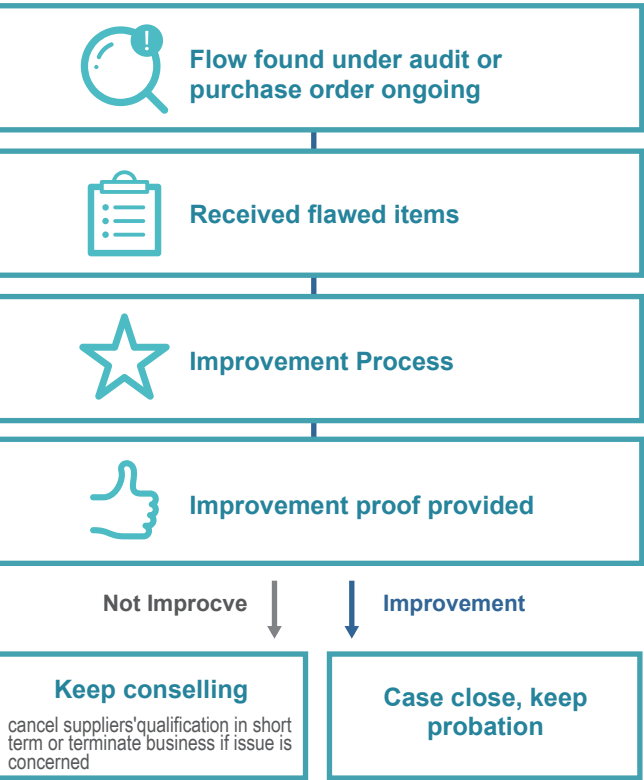 Flow found under audit or
purchase order ongoing
Received flawed items
Improvement Process
Improvement proof provided
Not Improcve
Improvement
Keep conselling
cancel suppliers'qualification in short
term or terminate business if issue is
concerned
Case close, keep
probation